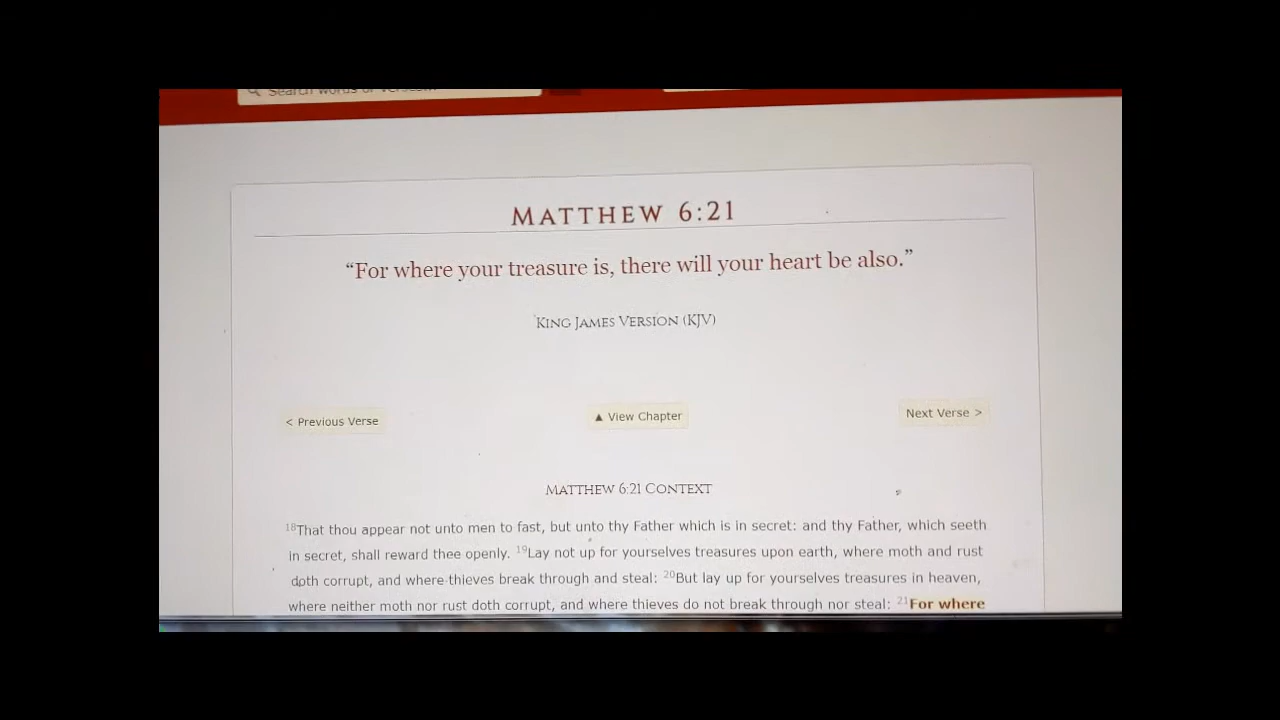 Search words or verse...
MATTHEW 6:21
“For where your treasure is, there will your heart be also.”
KING JAMES VERSION (KJV)
< Previous Verse
▲ View Chapter
Next Verse >
MATTHEW 6:21 CONTEXT
18That thou appear not unto men to fast, but unto thy Father which is in secret: and thy Father, which seeth
in secret, shall reward thee openly. 19Lay not up for yourselves treasures upon earth, where moth and rust
doth corrupt, and where thieves break through and steal: 20But lay up for yourselves treasures in heaven,
where neither moth nor rust doth corrupt, and where thieves do not break through nor steal: 21For where